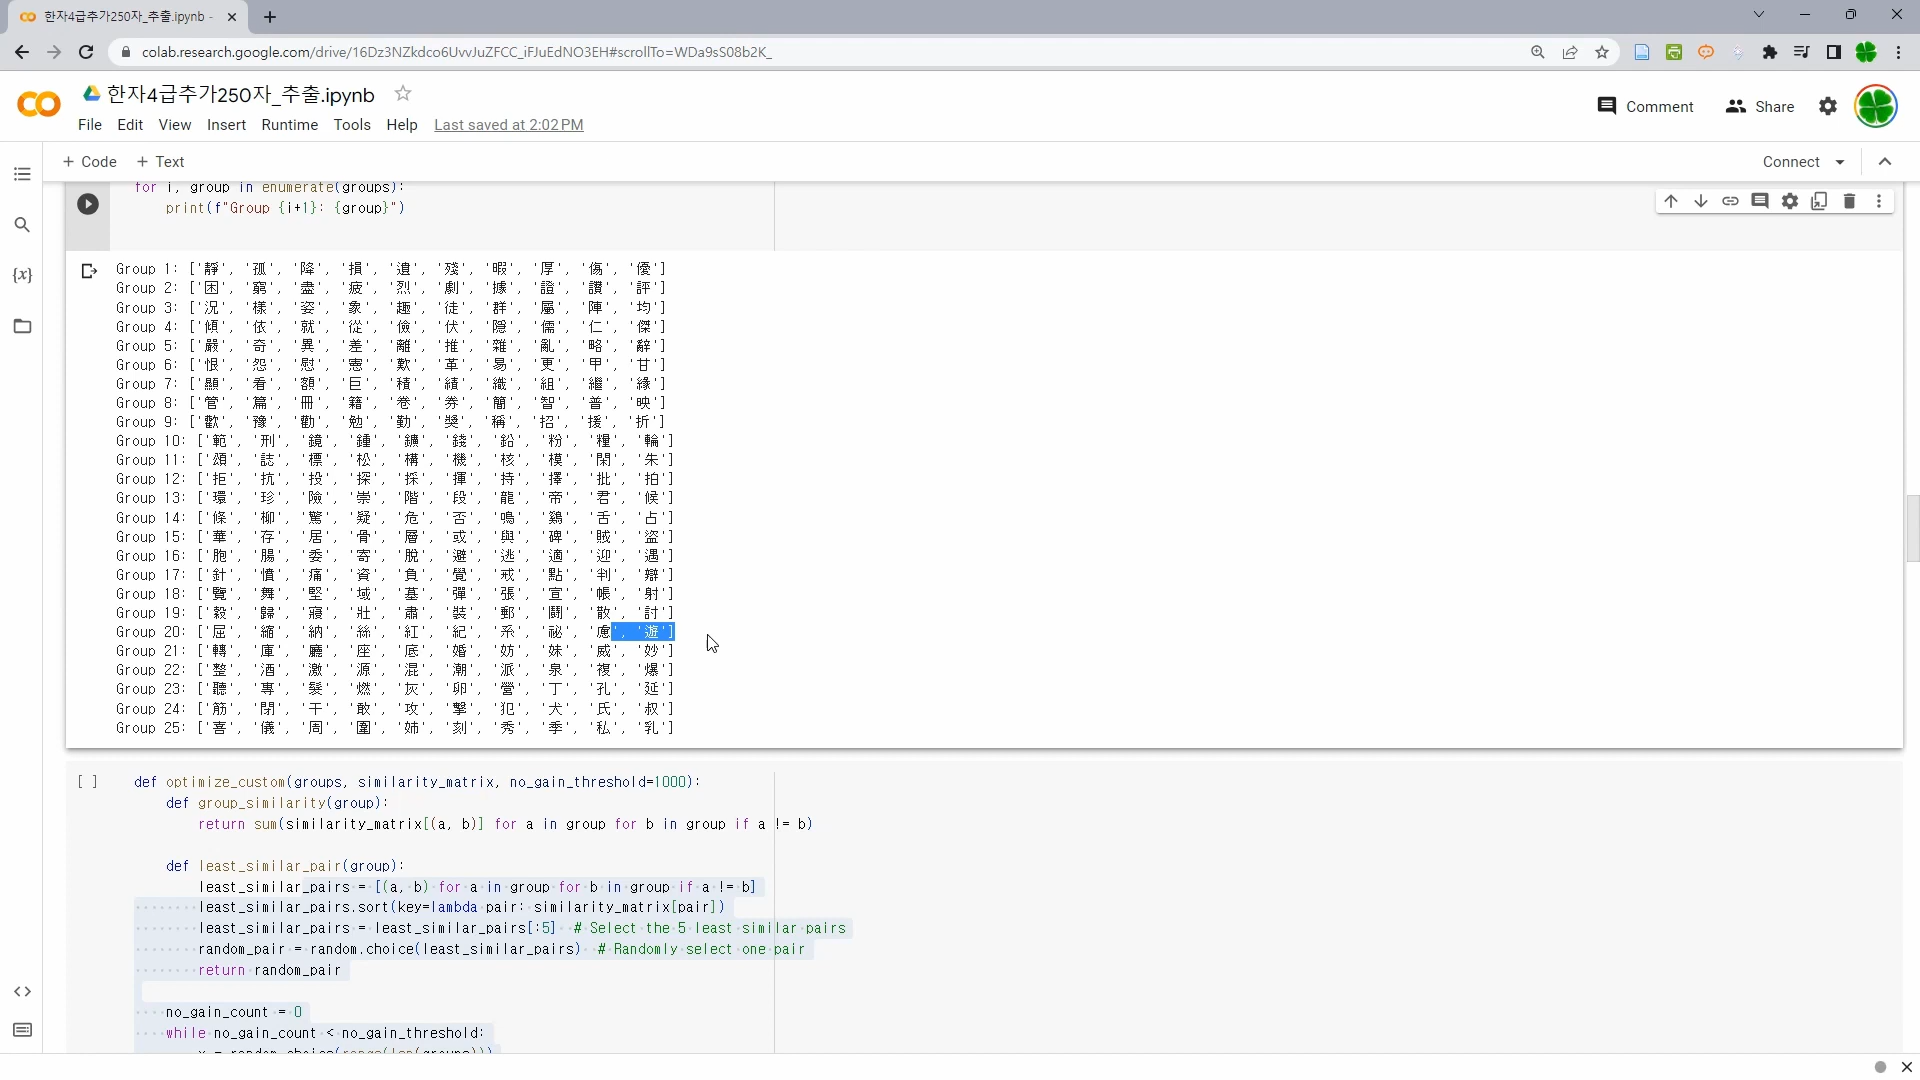 한자4급추가250자_추출.ipynb -
colab.research.google.com/drive/16Dz3NZkdco6UvvJuZFCC_iFJuEdNO3EH#scrollTo=WDa9sS08b2K_
한자4급추가250자_추출.ipynb
File Edit View Insert Runtime Tools Help Last saved at 2:02 PM
Comment Share
+ Code + Text
Connect
for i, group in enumerate(groups):
print(f"Group {i+1}: {group}")
Group 1: ['靜', '孤', '降', '損', '遺', '殘', '暇', '厚', '傷', '優']
Group 2: ['困', '窮', '盡', '疲', '烈', '劇', '據', '證', '讚', '評']
Group 3: ['況', '樣', '姿', '象', '趣', '徒', '群', '屬', '陣', '均']
Group 4: ['傾', '依', '就', '從', '儉', '伏', '隱', '儒', '仁', '傑']
Group 5: ['嚴', '奇', '異', '差', '離', '推', '雜', '亂', '略', '辭']
Group 6: ['恨', '怨', '慰', '憲', '歎', '革', '易', '更', '甲', '甘']
Group 7: ['顯', '看', '額', '巨', '積', '績', '織', '組', '繼', '緣']
Group 8: ['管', '篇', '冊', '籍', '卷', '券', '簡', '智', '普', '映']
Group 9: ['歡', '豫', '勸', '勉', '勤', '奬', '稱', '招', '援', '折']
Group 10: ['範', '刑', '鏡', '鍾', '鑛', '錢', '鉛', '粉', '糧', '輪']
Group 11: ['頌', '誌', '標', '松', '構', '機', '核', '模', '閑', '朱']
Group 12: ['拒', '抗', '投', '探', '採', '揮', '持', '擇', '批', '拍']
Group 13: ['環', '珍', '險', '崇', '階', '段', '龍', '帝', '君', '候']
Group 14: ['條', '柳', '驚', '疑', '危', '否', '鳴', '鷄', '舌', '占']
Group 15: ['華', '存', '居', '骨', '層', '或', '與', '碑', '賊', '盜']
Group 16: ['胞', '腸', '委', '寄', '脫', '避', '逃', '適', '迎', '遇']
Group 17: ['針', '憤', '痛', '資', '負', '覺', '戒', '點', '判', '辯']
Group 18: ['覽', '舞', '堅', '域', '墓', '彈', '張', '宣', '帳', '射']
Group 19: ['穀', '歸', '寢', '壯', '肅', '裝', '郵', '鬪', '散', '討']
Group 20: ['屈', '縮', '納', '絲', '紅', '紀', '系', '祕', '慮', '遊']
Group 21: ['轉', '庫', '廳', '座', '底', '婚', '妨', '妹', '威', '妙']
Group 22: ['整', '酒', '激', '源', '混', '潮', '派', '泉', '複', '爆']
Group 23: ['聽', '專', '髮', '燃', '灰', '卵', '營', '丁', '孔', '延']
Group 24: ['筋', '閉', '干', '敢', '攻', '擊', '犯', '犬', '氏', '叔']
Group 25: ['喜', '儀', '周', '圍', '姉', '刻', '秀', '季', '私', '乳']
[ ] def optimize_custom(groups, similarity_matrix, no_gain_threshold=1000):
def group_similarity(group):
return sum(similarity_matrix[(a, b)] for a in group for b in group if a != b)
def least_similar_pair(group):
least_similar_pairs = [(a, b) for a in group for b in group if a != b]
least_similar_pairs.sort(key=lambda pair: similarity_matrix[pair])
least_similar_pairs = least_similar_pairs[:5] # Select the 5 least similar pairs
random_pair = random.choice(least_similar_pairs) # Randomly select one pair
return random_pair
no_gain_count = 0
while no_gain_count < no_gain_threshold:
x = random.choice(range(len(groups)))